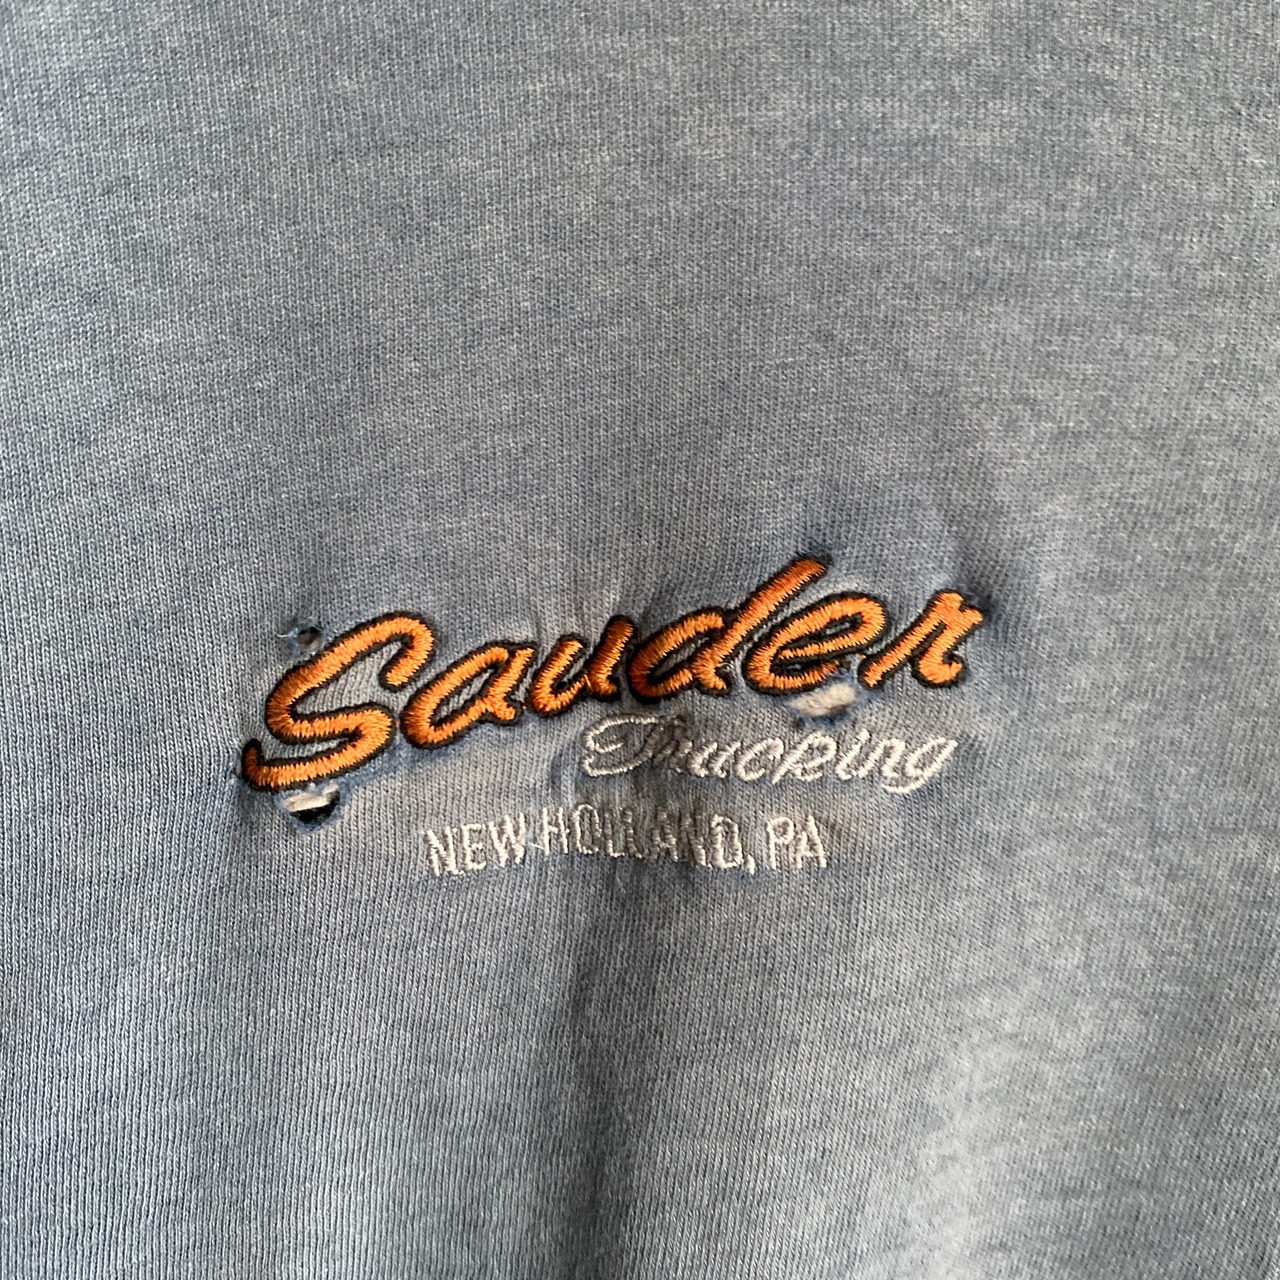 Sauder
Trucking
NEW HOLLAND, PA